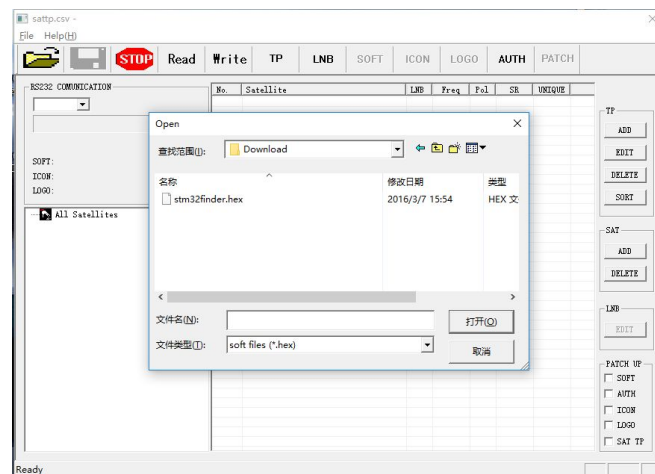 sattp.csv -
File Help(H)
STOP Read Write TP LNB SOFT ICON LOGO AUTH PATCH
RS232 COMUNICATION
SOFT:
ICON:
LOGO:
All Satellites
No. Satellite LNB Freq Pol SR UNIQUE
Open
查找范围(I): Download
名称 修改日期 类型
stm32finder.hex 2016/3/7 15:54 HEX 文
文件名(N): 打开(O)
文件类型(T): soft files (*.hex) 取消
TP
ADD
EDIT
DELETE
SORT
SAT
ADD
DELETE
LNB
EDIT
PATCH UP
SOFT
AUTH
ICON
LOGO
SAT TP
Ready